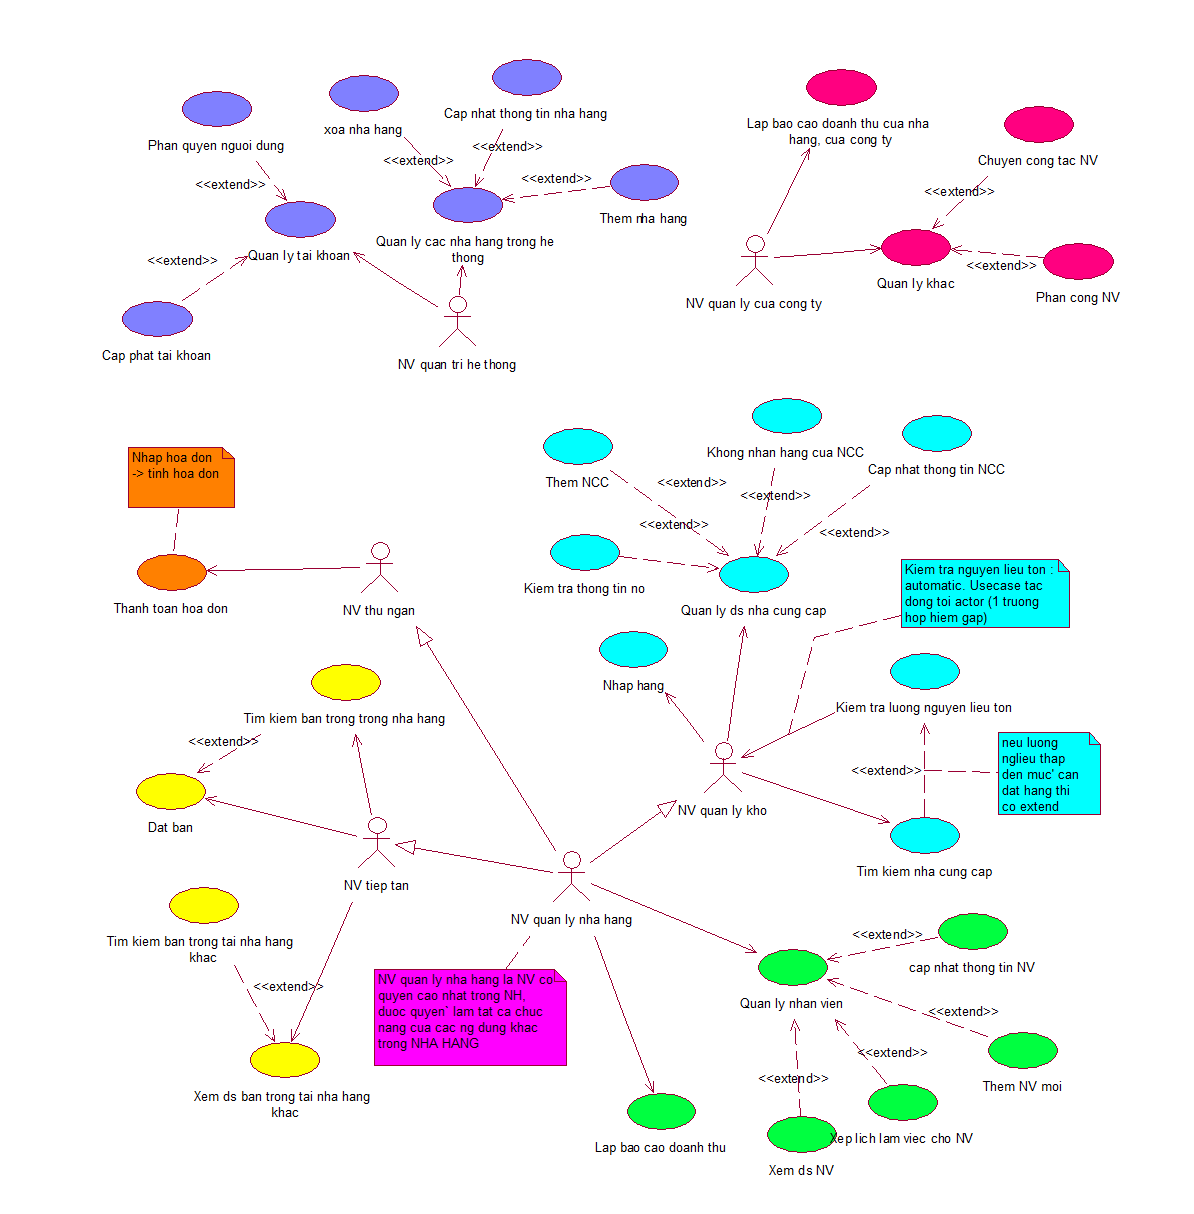 Cap nhat thong tin nha hang
xoa nha hang
Phan quyen nguoi dung
<<extend>>
<<extend>>
<<extend>>
<<extend>>
Them nha hang
Quan ly tai khoan
Quan ly cac nha hang trong he
thong
<<extend>>
Cap phat tai khoan
NV quan tri he thong
Lap bao cao doanh thu cua nha
hang, cua cong ty
Chuyen cong tac NV
<<extend>>
<<extend>>
Quan ly khac
Phan cong NV
NV quan ly cua cong ty
Nhap hoa don
-> tinh hoa don
Thanh toan hoa don
NV thu ngan
Khong nhan hang cua NCC
Them NCC
Cap nhat thong tin NCC
<<extend>>
<<extend>>
<<extend>>
<<extend>>
Kiem tra thong tin no
Quan ly ds nha cung cap
Kiem tra nguyen lieu ton :
automatic. Usecase tac
dong toi actor (1 truong
hop hiem gap)
Nhap hang
Kiem tra luong nguyen lieu ton
neu luong
nglieu thap
den muc' can
dat hang thi
co extend
<<extend>>
NV quan ly kho
Tim kiem nha cung cap
Tim kiem ban trong trong nha hang
<<extend>>
Dat ban
NV tiep tan
Tim kiem ban trong tai nha hang
khac
<<extend>>
Xem ds ban trong tai nha hang
khac
NV quan ly nha hang
NV quan ly nha hang la NV co
quyen cao nhat trong NH,
duoc quyen` lam tat ca chuc
nang cua cac ng dung khac
trong NHA HANG
<<extend>>
cap nhat thong tin NV
Quan ly nhan vien
<<extend>>
<<extend>>
Them NV moi
<<extend>>
Xep lich lam viec cho NV
Lap bao cao doanh thu
Xem ds NV